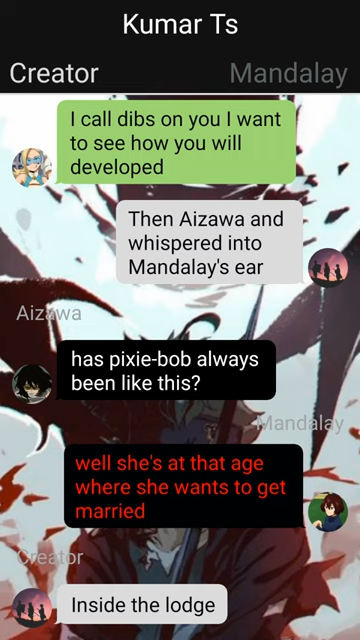 Kumar Ts
Creator
Mandalay
I call dibs on you I want
to see how you will
developed
Then Aizawa and
whispered into
Mandalay's ear
Aizawa
has pixie-bob always
been like this?
Mandalay
well she's at that age
where she wants to get
married
Creator
Inside the lodge